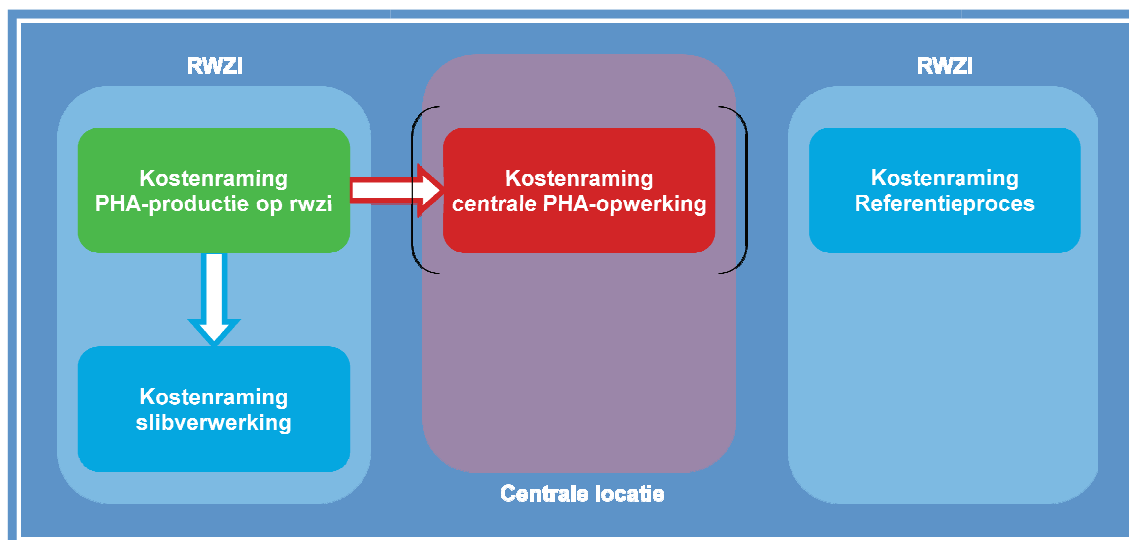 RWZI
Kostenraming
PHA-productie op rwzi
Kostenraming
slibverwerking
Kostenraming
centrale PHA-opwerking
Centrale locatie
RWZI
Kostenraming
Referentieproces